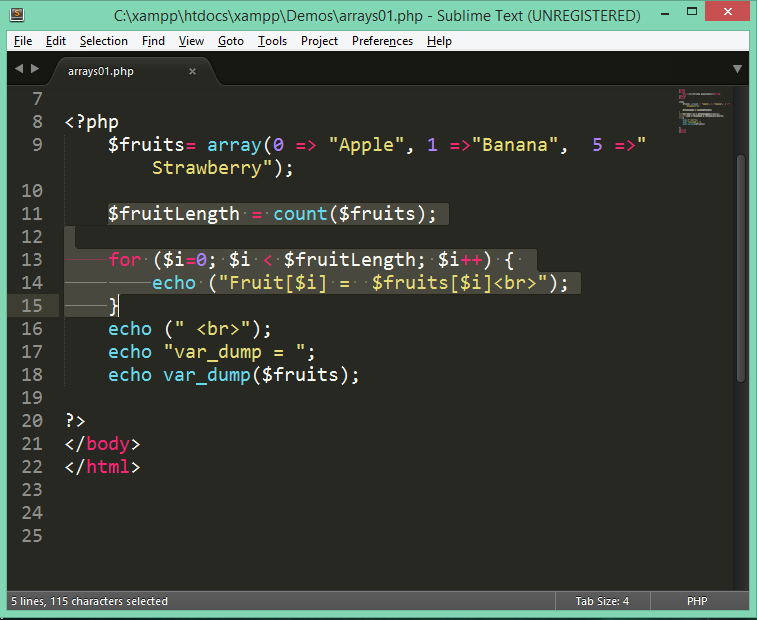 C:\xampp\htdocs\xampp\Demos\arrays01.php - Sublime Text (UNREGISTERED)
File Edit Selection Find View Goto Tools Project Preferences Help
arrays01.php
7
8 <?php
9 $fruits= array(0 => "Apple", 1 =>"Banana",  5 =>"
Strawberry");
10
11 $fruitLength = count($fruits);
12
13 for ($i=0; $i < $fruitLength; $i++) {
14 echo ("Fruit[$i] =  $fruits[$i]<br>");
15 }
16 echo (" <br>");
17 echo "var_dump = ";
18 echo var_dump($fruits);
19
20 ?>
21 </body>
22 </html>
23
24
25
5 lines, 115 characters selected Tab Size: 4 PHP